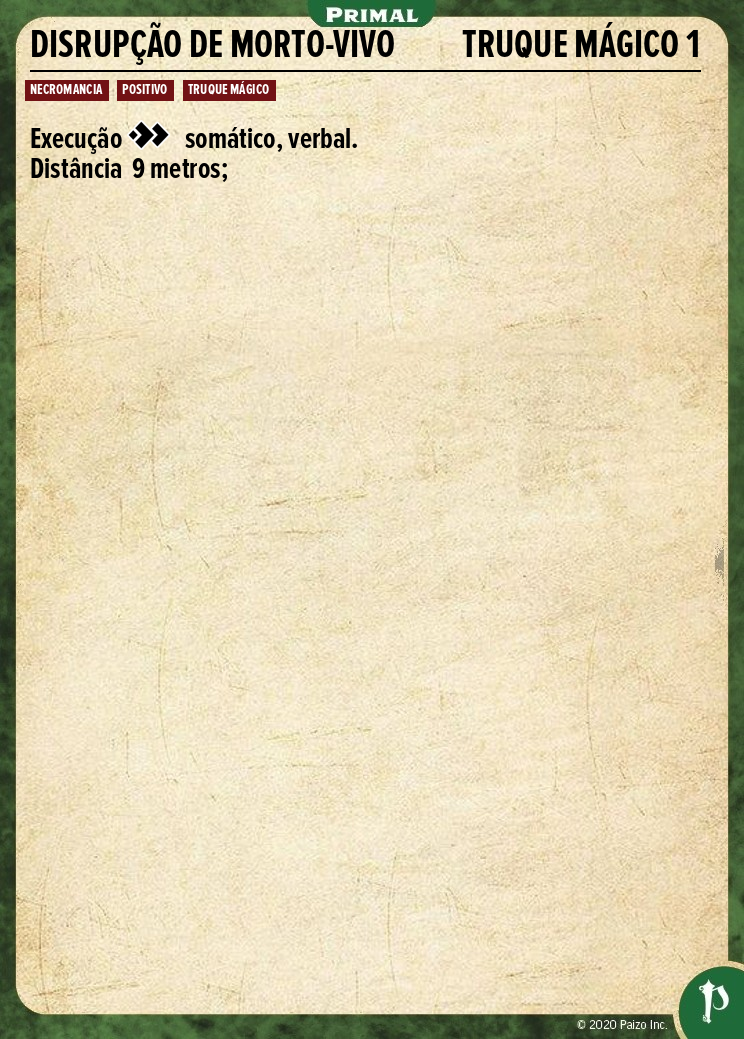 PRIMAL
DISRUPÇÃO DE MORTO-VIVO TRUQUE MÁGICO 1
NECROMANCIA POSITIVO TRUQUE MÁGICO
Execução somático, verbal.
Distância 9 metros;
© 2020 Paizo Inc.